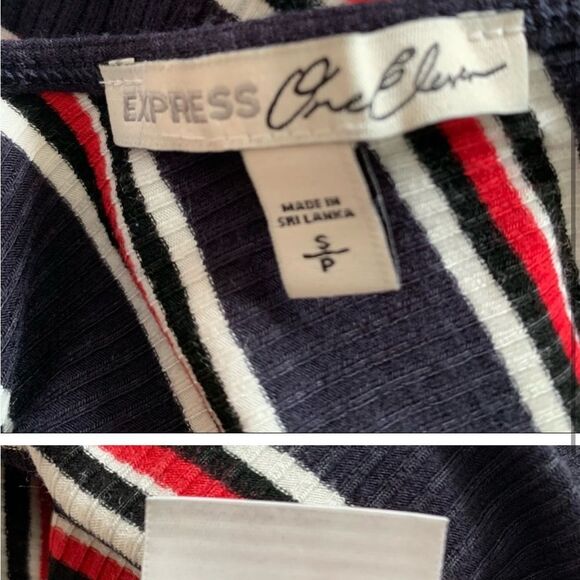 EXPRESS One Eleven
MADE IN
SRI LANKA
S/P